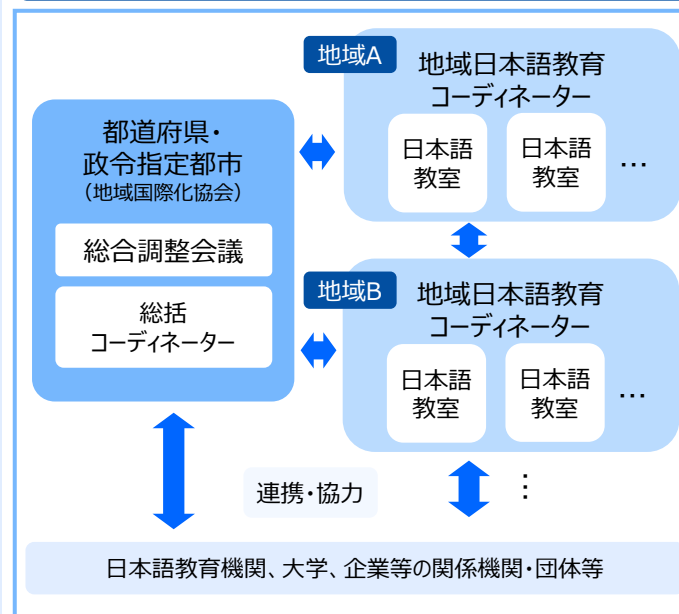 都道府県・
政令指定都市
（地域国際化協会）
総合調整会議
総括
コーディネーター
地域A
地域日本語教育
コーディネーター
日本語
教室
日本語
教室
…
地域B
地域日本語教育
コーディネーター
日本語
教室
日本語
教室
…
連携・協力
⋮
日本語教育機関、大学、企業等の関係機関・団体等